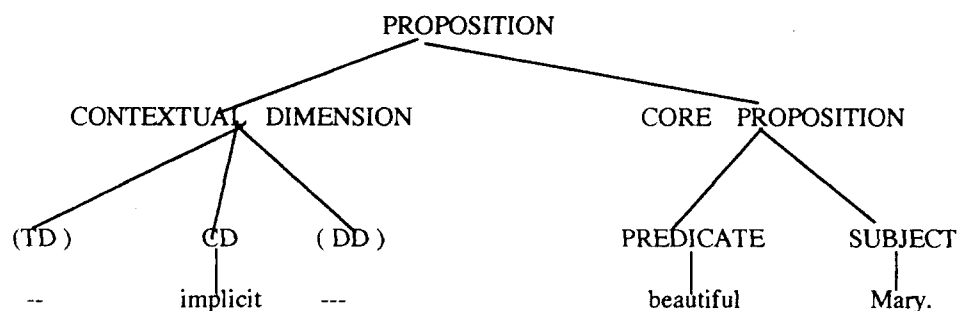 PROPOSITION
CONTEXTUAL DIMENSION CORE PROPOSITION
(TD) CD (DD) PREDICATE SUBJECT
-- implicit --- beautiful Mary.